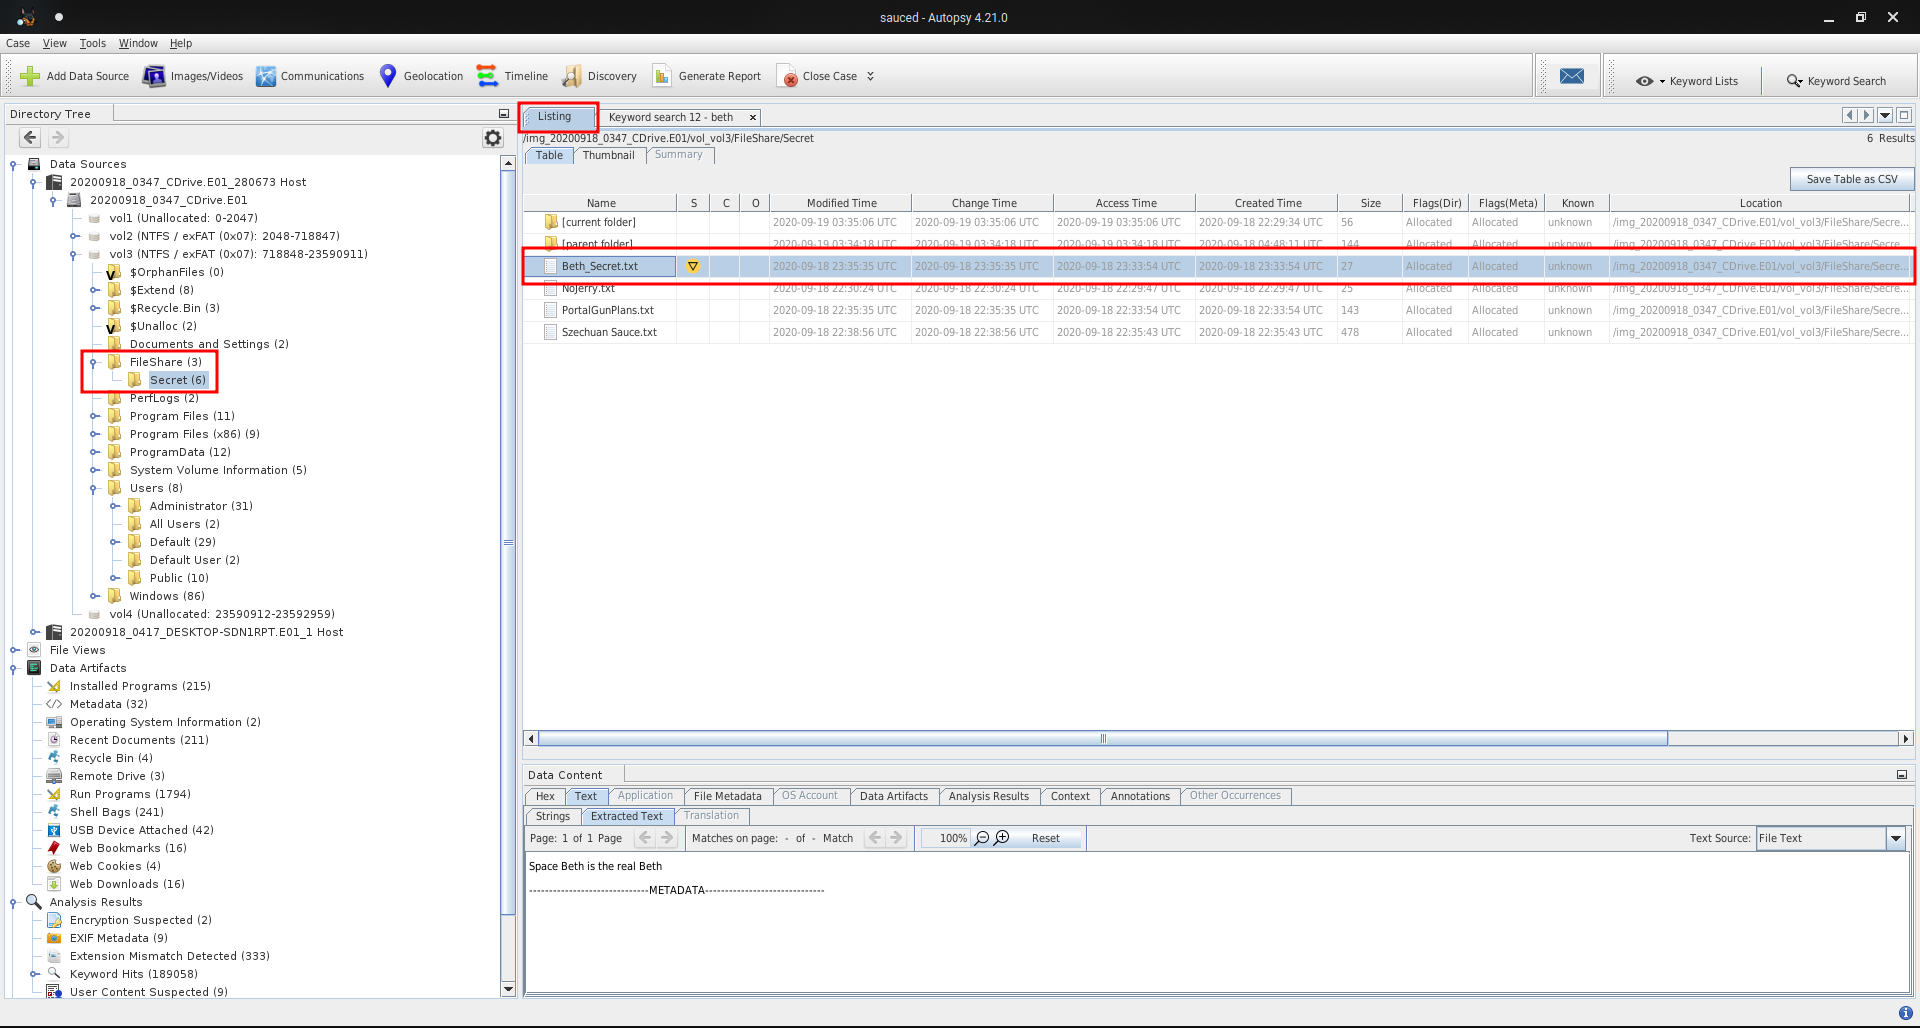 sauced - Autopsy 4.21.0
Case View Tools Window Help
Add Data Source Images/Videos Communications Geolocation Timeline Discovery Generate Report Close Case Keyword Lists Keyword Search
Directory Tree
Data Sources
20200918_0347_CDrive.E01_280673 Host
20200918_0347_CDrive.E01
vol1 (Unallocated: 0-2047)
vol2 (NTFS / exFAT (0x07): 2048-718847)
vol3 (NTFS / exFAT (0x07): 718848-23590911)
$OrphanFiles (0)
$Extend (8)
$Recycle.Bin (3)
$Unalloc (2)
Documents and Settings (2)
FileShare (3)
Secret (6)
PerfLogs (2)
Program Files (11)
Program Files (x86) (9)
ProgramData (12)
System Volume Information (5)
Users (8)
Administrator (31)
All Users (2)
Default (29)
Default User (2)
Public (10)
Windows (86)
vol4 (Unallocated: 23590912-23592959)
20200918_0417_DESKTOP-SDN1RPT.E01_1 Host
File Views
Data Artifacts
Installed Programs (215)
Metadata (32)
Operating System Information (2)
Recent Documents (211)
Recycle Bin (4)
Remote Drive (3)
Run Programs (1794)
Shell Bags (241)
USB Device Attached (42)
Web Bookmarks (16)
Web Cookies (4)
Web Downloads (16)
Analysis Results
Encryption Suspected (2)
EXIF Metadata (9)
Extension Mismatch Detected (333)
Keyword Hits (189058)
User Content Suspected (9)
Listing Keyword search 12 - beth
/img_20200918_0347_CDrive.E01/vol_vol3/FileShare/Secret 6 Results
Table Thumbnail Summary
Save Table as CSV
Name S C O Modified Time Change Time Access Time Created Time Size Flags(Dir) Flags(Meta) Known Location
[current folder] 2020-09-19 03:35:06 UTC 2020-09-19 03:35:06 UTC 2020-09-19 03:35:06 UTC 2020-09-18 22:29:34 UTC 56 Allocated Allocated unknown /img_20200918_0347_CDrive.E01/vol_vol3/FileShare/Secre...
[parent folder] 2020-09-19 03:34:18 UTC 2020-09-19 03:34:18 UTC 2020-09-19 03:34:18 UTC 2020-09-18 04:48:11 UTC 144 Allocated Allocated unknown /img_20200918_0347_CDrive.E01/vol_vol3/FileShare/Secre...
Beth_Secret.txt 2020-09-18 23:35:35 UTC 2020-09-18 23:35:35 UTC 2020-09-18 23:33:54 UTC 2020-09-18 23:33:54 UTC 27 Allocated Allocated unknown /img_20200918_0347_CDrive.E01/vol_vol3/FileShare/Secre...
NoJerry.txt 2020-09-18 22:30:24 UTC 2020-09-18 22:30:24 UTC 2020-09-18 22:29:47 UTC 2020-09-18 22:29:47 UTC 25 Allocated Allocated unknown /img_20200918_0347_CDrive.E01/vol_vol3/FileShare/Secre...
PortalGunPlans.txt 2020-09-18 22:35:35 UTC 2020-09-18 22:35:35 UTC 2020-09-18 22:33:54 UTC 2020-09-18 22:33:54 UTC 143 Allocated Allocated unknown /img_20200918_0347_CDrive.E01/vol_vol3/FileShare/Secre...
Szechuan Sauce.txt 2020-09-18 22:38:56 UTC 2020-09-18 22:38:56 UTC 2020-09-18 22:35:43 UTC 2020-09-18 22:35:43 UTC 478 Allocated Allocated unknown /img_20200918_0347_CDrive.E01/vol_vol3/FileShare/Secre...
Data Content
Hex Text Application File Metadata OS Account Data Artifacts Analysis Results Context Annotations Other Occurrences
Strings Extracted Text Translation
Page: 1 of 1 Page Matches on page: - of - Match 100% Reset Text Source: File Text
Space Beth is the real Beth
------------------------------METADATA------------------------------